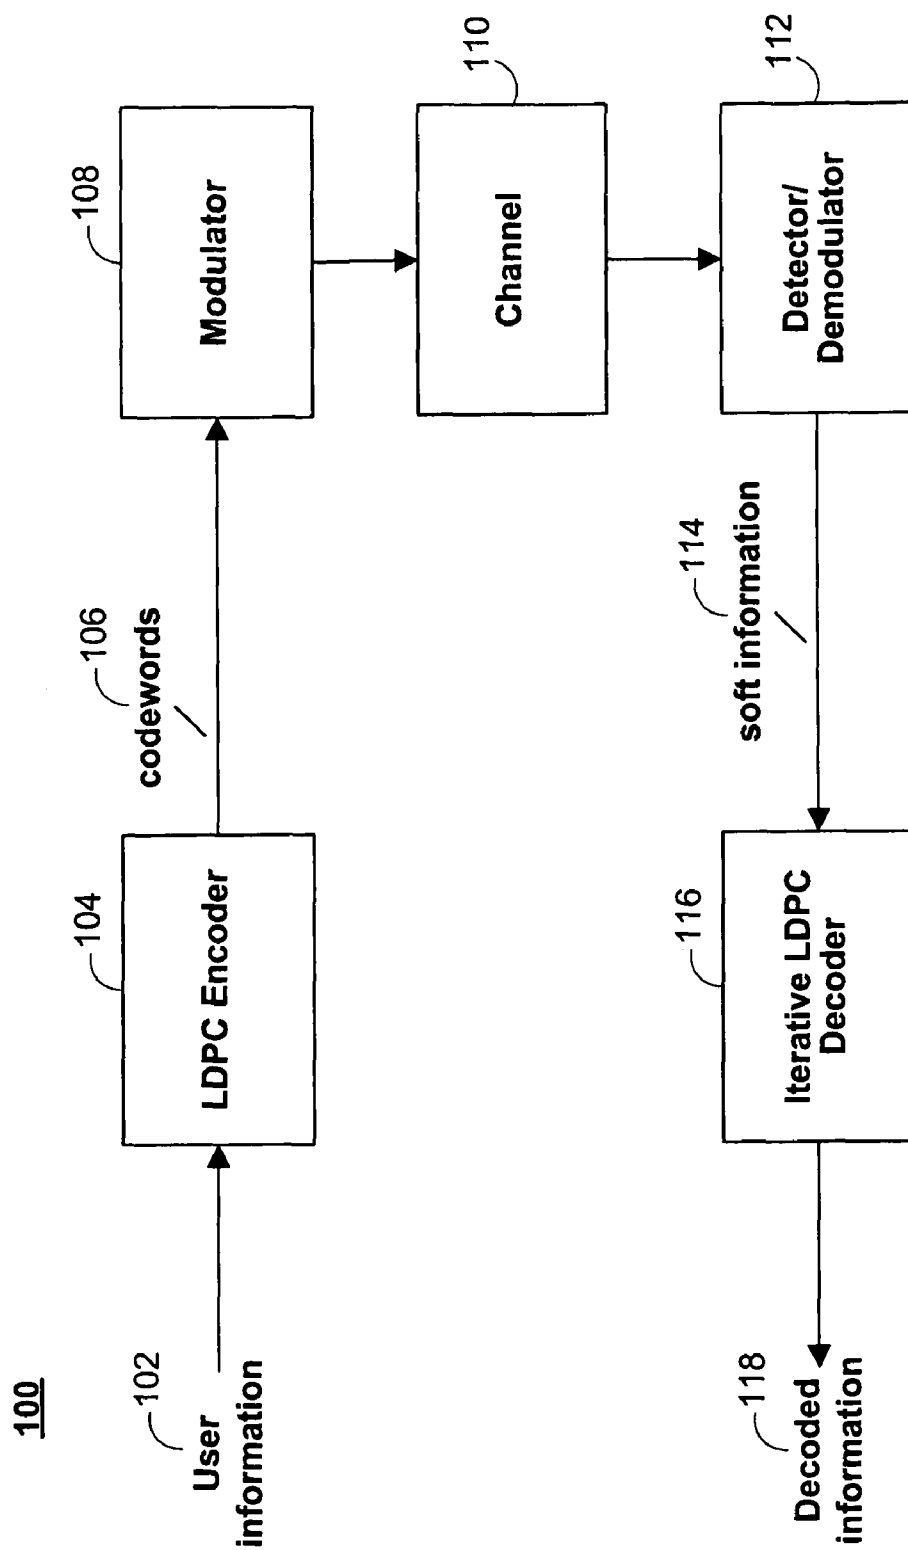 100
102
User
information
104
LDPC Encoder
106
codewords
108
Modulator
110
Channel
112
Detector/
Demodulator
114
soft information
116
Iterative LDPC
Decoder
118
Decoded
information